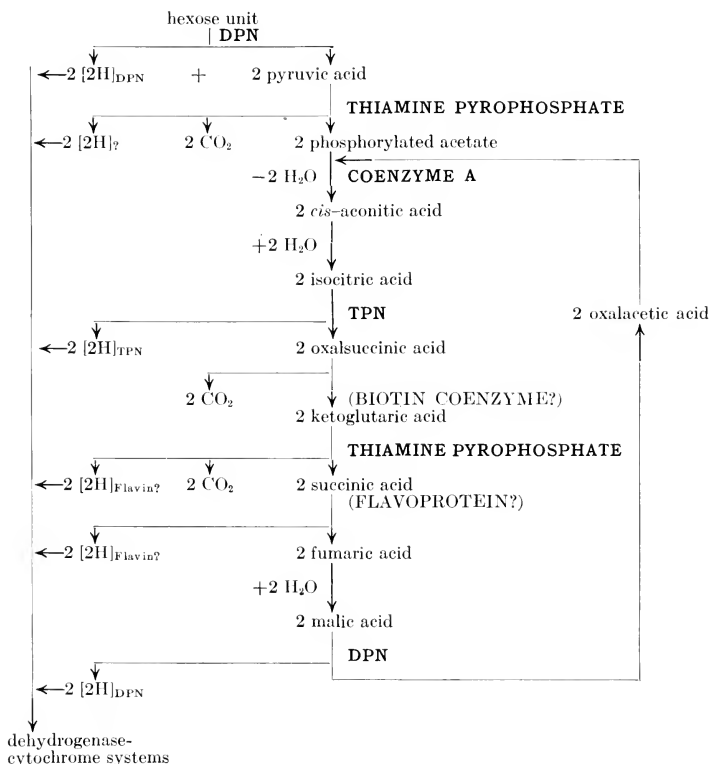 hexose unit
DPN
2 [2H]DPN + 2 pyruvic acid
THIAMINE PYROPHOSPHATE
2 [2H]? 2 CO2 2 phosphorylated acetate
−2 H2O COENZYME A
2 cis-aconitic acid
+2 H2O
2 isocitric acid
TPN 2 oxalacetic acid
2 [2H]TPN 2 oxalsuccinic acid
2 CO2 (BIOTIN COENZYME?)
2 ketoglutaric acid
THIAMINE PYROPHOSPHATE
2 [2H]Flavin? 2 CO2 2 succinic acid
(FLAVOPROTEIN?)
2 [2H]Flavin? 2 fumaric acid
+2 H2O
2 malic acid
DPN
2 [2H]DPN
dehydrogenase-
cytochrome systems